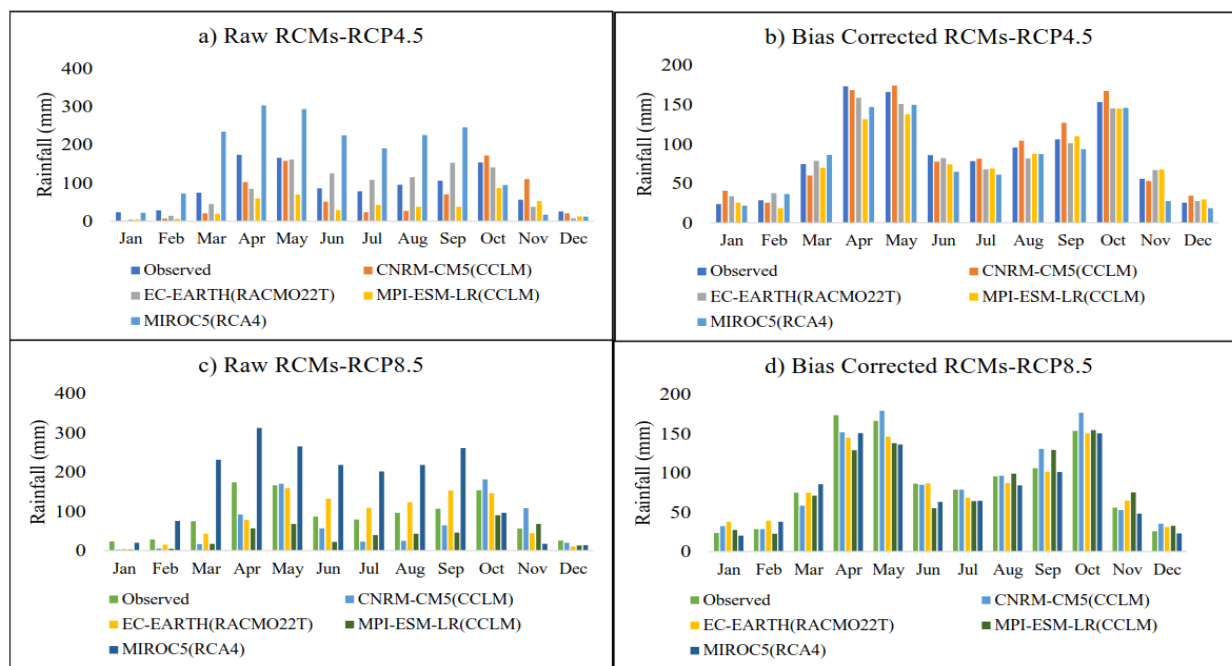 a) Raw RCMs-RCP4.5
400
300
200
100
0
Rainfall (mm)
Jan Feb Mar Apr May Jun Jul Aug Sep Oct Nov Dec
Observed CNRM-CM5(CCLM)
EC-EARTH(RACMO22T) MPI-ESM-LR(CCLM)
MIROC5(RCA4)
b) Bias Corrected RCMs-RCP4.5
200
150
100
50
0
Rainfall (mm)
Jan Feb Mar Apr May Jun Jul Aug Sep Oct Nov Dec
Observed CNRM-CM5(CCLM)
EC-EARTH(RACMO22T) MPI-ESM-LR(CCLM)
MIROC5(RCA4)
c) Raw RCMs-RCP8.5
400
300
200
100
0
Rainfall (mm)
Jan Feb Mar Apr May Jun Jul Aug Sep Oct Nov Dec
Observed CNRM-CM5(CCLM)
EC-EARTH(RACMO22T) MPI-ESM-LR(CCLM)
MIROC5(RCA4)
d) Bias Corrected RCMs-RCP8.5
200
150
100
50
0
Rainfall (mm)
Jan Feb Mar Apr May Jun Jul Aug Sep Oct Nov Dec
Observed CNRM-CM5(CCLM)
EC-EARTH(RACMO22T) MPI-ESM-LR(CCLM)
MIROC5(RCA4)